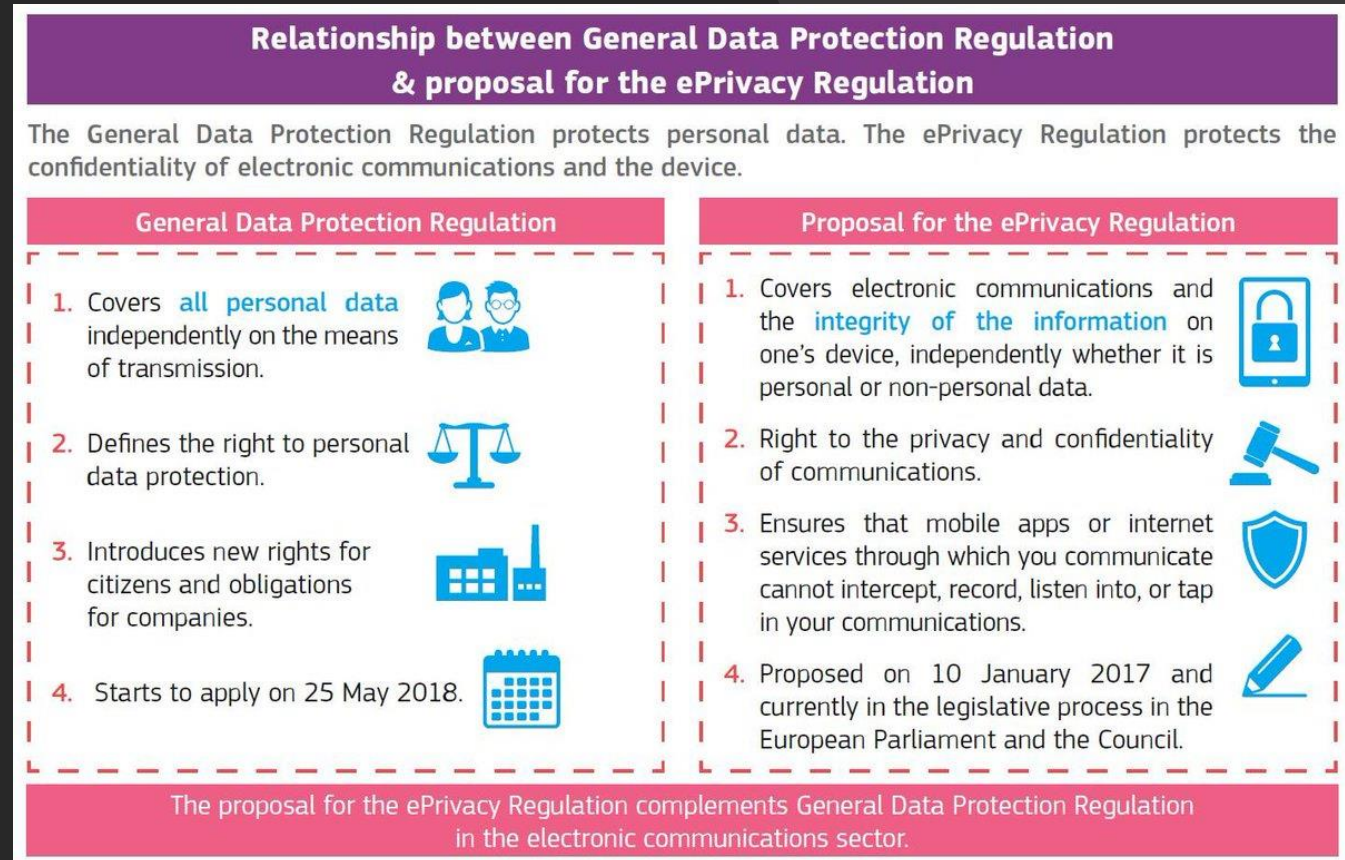 Relationship between General Data Protection Regulation
& proposal for the ePrivacy Regulation
The General Data Protection Regulation protects personal data. The ePrivacy Regulation protects the
confidentiality of electronic communications and the device.
General Data Protection Regulation
1. Covers all personal data
independently on the means
of transmission.
2. Defines the right to personal
data protection.
3. Introduces new rights for
citizens and obligations
for companies.
4. Starts to apply on 25 May 2018.
Proposal for the ePrivacy Regulation
1. Covers electronic communications and
the integrity of the information on
one's device, independently whether it is
personal or non-personal data.
2. Right to the privacy and confidentiality
of communications.
3. Ensures that mobile apps or internet
services through which you communicate
cannot intercept, record, listen into, or tap
in your communications.
4. Proposed on 10 January 2017 and
currently in the legislative process in the
European Parliament and the Council.
The proposal for the ePrivacy Regulation complements General Data Protection Regulation
in the electronic communications sector.